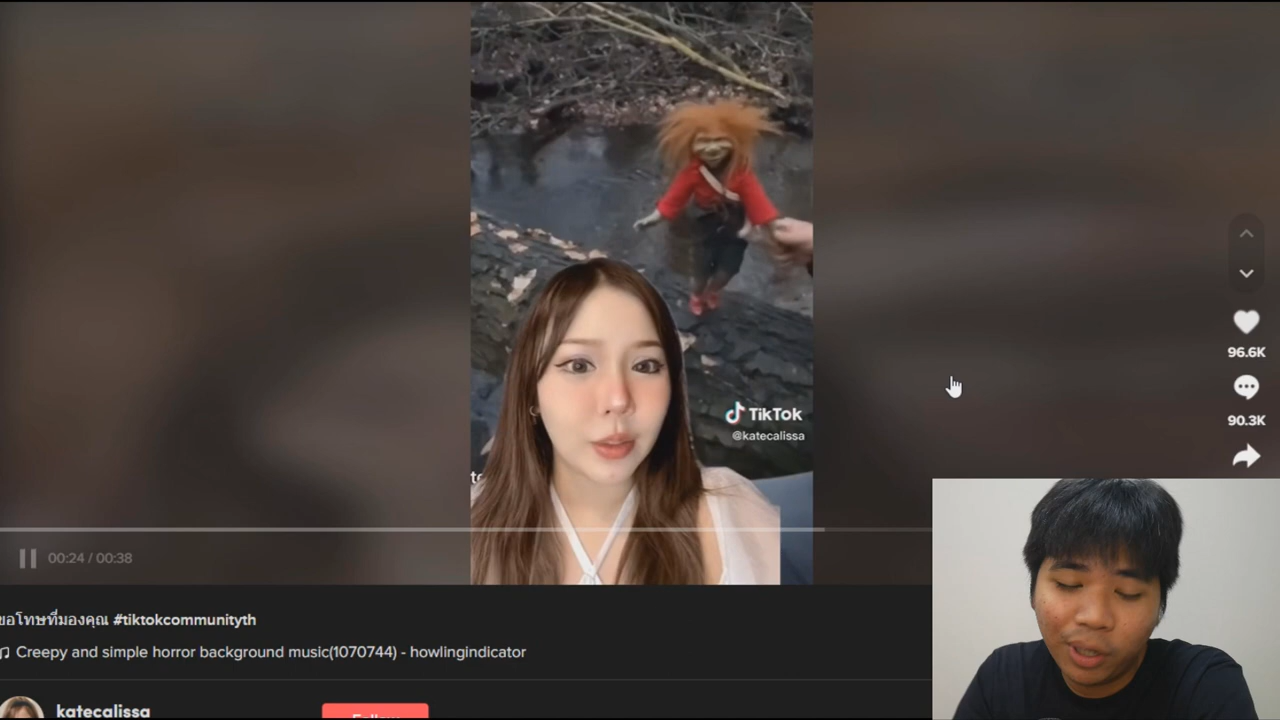 TikTok
@katecalissa
96.6K
90.3K
00:24 / 00:38
ขอโทษที่มองคุณ #tiktokcommunityth
Creepy and simple horror background music(1070744) - howlingindicator
katecalissa
Follow